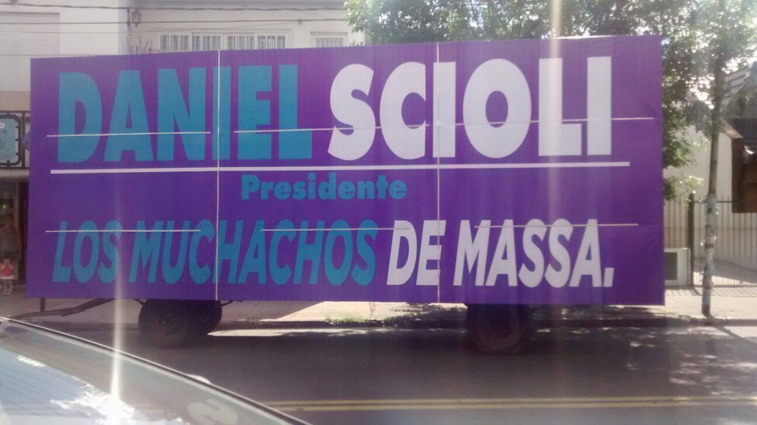 DANIEL SCIOLI
Presidente
LOS MUCHACHOS DE MASSA.